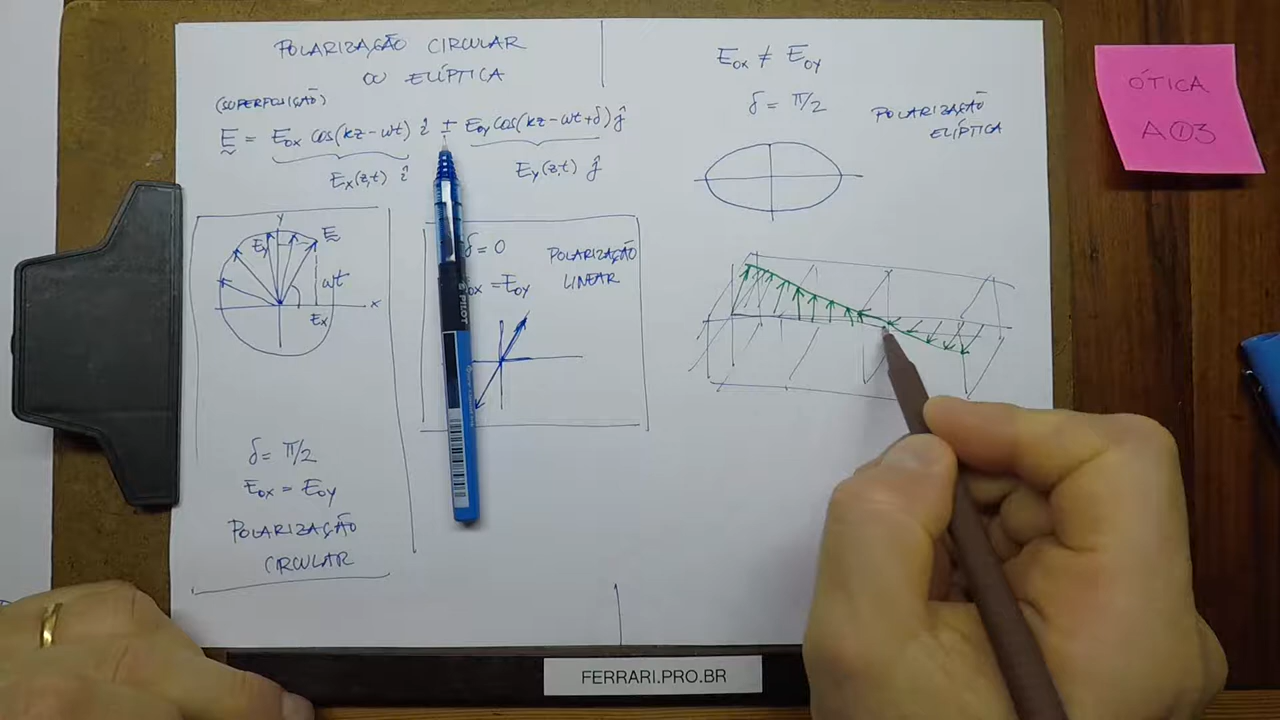 POLARIZAÇÃO CIRCULAR
OU ELÍPTICA
(SUPERPOSIÇÃO)
E = E0x cos(kz-ωt) î ± E0y cos(kz-ωt+δ) ĵ
Ex(z,t) î
Ey(z,t) ĵ
y
Ey
E
ωt
Ex
x
δ = π/2
E0x = E0y
POLARIZAÇÃO
CIRCULAR
δ = 0
POLARIZAÇÃO
LINEAR
0x = E0y
PILOT
E0x ≠ E0y
δ = π/2
POLARIZAÇÃO
ELÍPTICA
ÓTICA
A03
FERRARI.PRO.BR